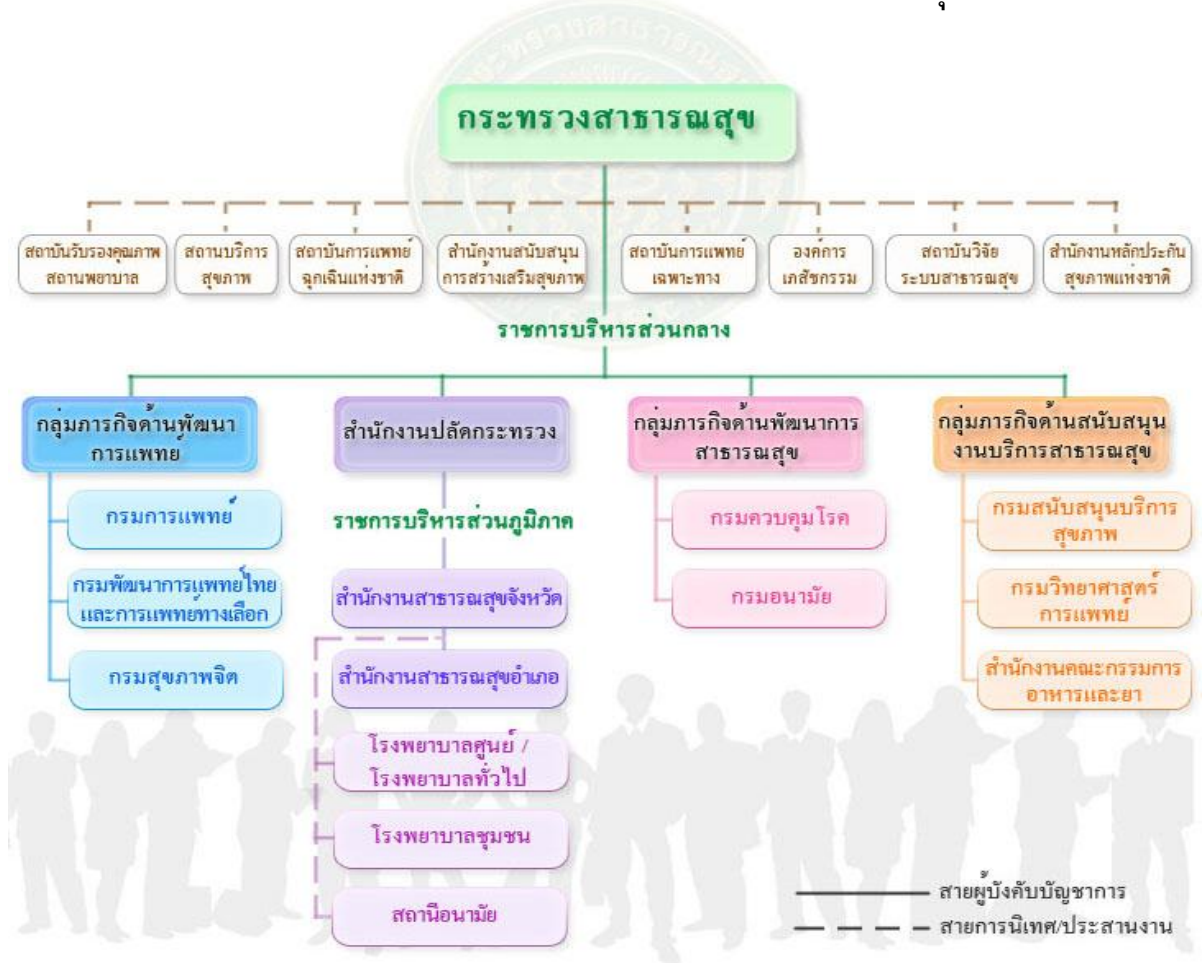 กระทรวงสาธารณสุข
สถาบันรับรองคุณภาพ
สถานพยาบาล
สถานบริการ
สุขภาพ
สถาบันการแพทย์
ฉุกเฉินแห่งชาติ
สำนักงานสนับสนุน
การสร้างเสริมสุขภาพ
สถาบันการแพทย์
เฉพาะทาง
องค์การ
เภสัชกรรม
สถาบันวิจัย
ระบบสาธารณสุข
สำนักงานหลักประกัน
สุขภาพแห่งชาติ
ราชการบริหารส่วนกลาง
กลุ่มภารกิจด้านพัฒนา
การแพทย์
กรมการแพทย์
กรมพัฒนาการแพทย์ไทย
และการแพทย์ทางเลือก
กรมสุขภาพจิต
สำนักงานปลัดกระทรวง
ราชการบริหารส่วนภูมิภาค
สำนักงานสาธารณสุขจังหวัด
สำนักงานสาธารณสุขอำเภอ
โรงพยาบาลศูนย์ /
โรงพยาบาลทั่วไป
โรงพยาบาลชุมชน
สถานีอนามัย
กลุ่มภารกิจด้านพัฒนาการ
สาธารณสุข
กรมควบคุมโรค
กรมอนามัย
กลุ่มภารกิจด้านสนับสนุน
งานบริการสาธารณสุข
กรมสนับสนุนบริการ
สุขภาพ
กรมวิทยาศาสตร์
การแพทย์
สำนักงานคณะกรรมการ
อาหารและยา
สายผู้บังคับบัญชาการ
สายการนิเทศ/ประสานงาน